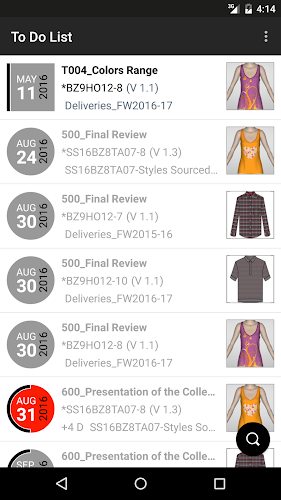 3G 4:14
To Do List
MAY
11
2016
T004_Colors Range
*BZ9HO12-8 (V 1.1)
Deliveries_FW2016-17
AUG
24
2016
500_Final Review
*SS16BZ8TA07-8 (V 1.3)
SS16BZ8TA07-Styles Sourced...
AUG
30
2016
500_Final Review
*BZ9HO12-7 (V 1.1)
Deliveries_FW2015-16
AUG
30
2016
500_Final Review
*BZ9HO12-10 (V 1.1)
Deliveries_FW2016-17
AUG
30
2016
500_Final Review
*BZ9HO12-8 (V 1.1)
Deliveries_FW2016-17
AUG
31
2016
600_Presentation of the Colle...
*SS16BZ8TA07-8 (V 1.3)
+4 D SS16BZ8TA07-Styles So...
SEP
600_Presentation of the Colle...